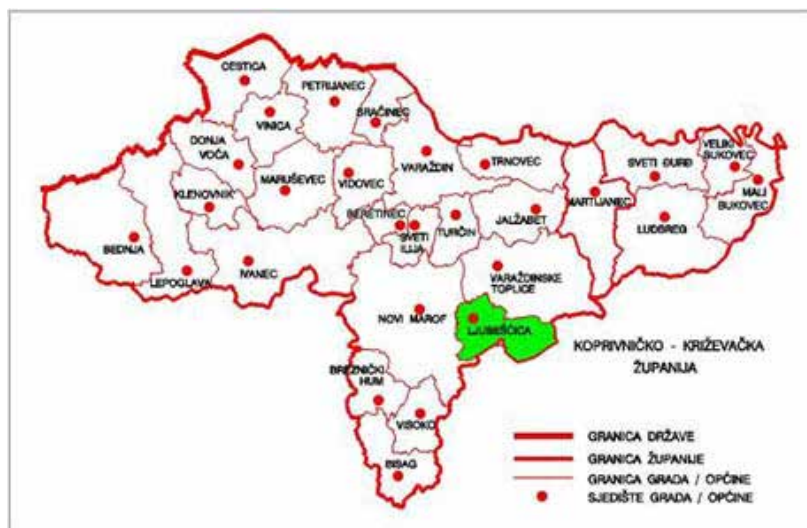 CESTICA
PETRIJANEC
VINICA
SRAČINEC
DONJA
VOĆA
MARUŠEVEC
VIDOVEC
VARAŽDIN
TRNOVEC
SVETI ĐURĐ
VELIKI
BUKOVEC
MALI
BUKOVEC
KLENOVNIK
BERETINEC
SVETI
ILIJA
TURČIN
JALŽABET
MARTIJANEC
LUDBREG
BEDNJA
LEPOGLAVA
IVANEC
VARAŽDINSKE
TOPLICE
NOVI MAROF
LJUBEŠĆICA
KOPRIVNIČKO - KRIŽEVAČKA
ŽUPANIJA
BREZNIČKI
HUM
VISOKO
BISAG
GRANICA DRŽAVE
GRANICA ŽUPANIJE
GRANICA GRADA / OPĆINE
SJEDIŠTE GRADA / OPĆINE